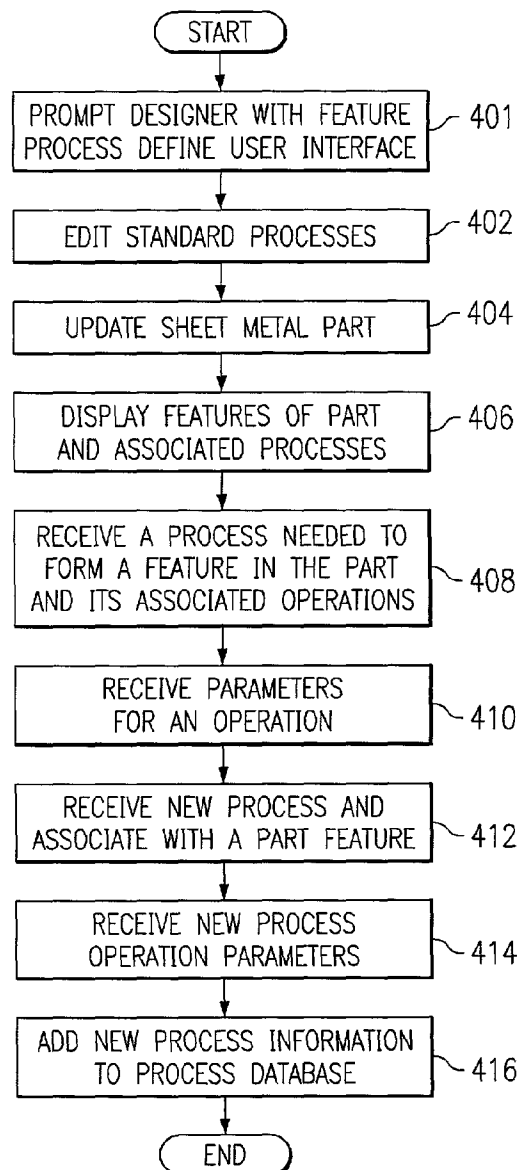 START
PROMPT DESIGNER WITH FEATURE
PROCESS DEFINE USER INTERFACE
401
EDIT STANDARD PROCESSES
402
UPDATE SHEET METAL PART
404
DISPLAY FEATURES OF PART
AND ASSOCIATED PROCESSES
406
RECEIVE A PROCESS NEEDED TO
FORM A FEATURE IN THE PART
AND ITS ASSOCIATED OPERATIONS
408
RECEIVE PARAMETERS
FOR AN OPERATION
410
RECEIVE NEW PROCESS AND
ASSOCIATE WITH A PART FEATURE
412
RECEIVE NEW PROCESS
OPERATION PARAMETERS
414
ADD NEW PROCESS INFORMATION
TO PROCESS DATABASE
416
END